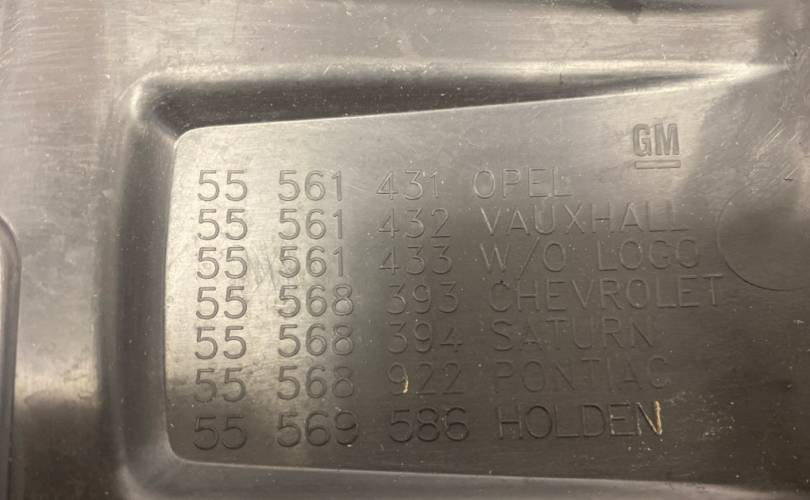 GM
55 561 431 OPEL
55 561 432 VAUXHALL
55 561 433 W/O LOGO
55 568 393 CHEVROLET
55 568 394 SATURN
55 568 922 PONTIAC
55 569 586 HOLDEN